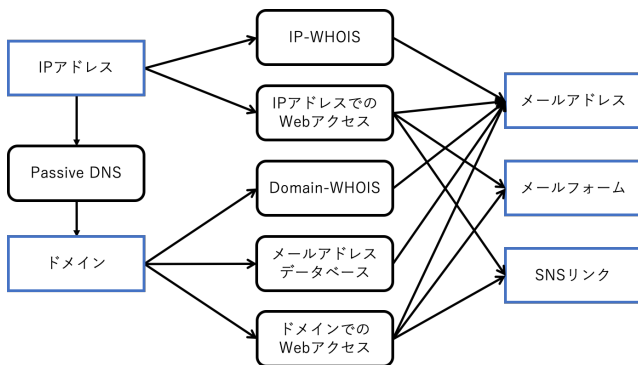 IPアドレス
Passive DNS
ドメイン
IP-WHOIS
IPアドレスでの
Webアクセス
Domain-WHOIS
メールアドレス
データベース
ドメインでの
Webアクセス
メールアドレス
メールフォーム
SNSリンク